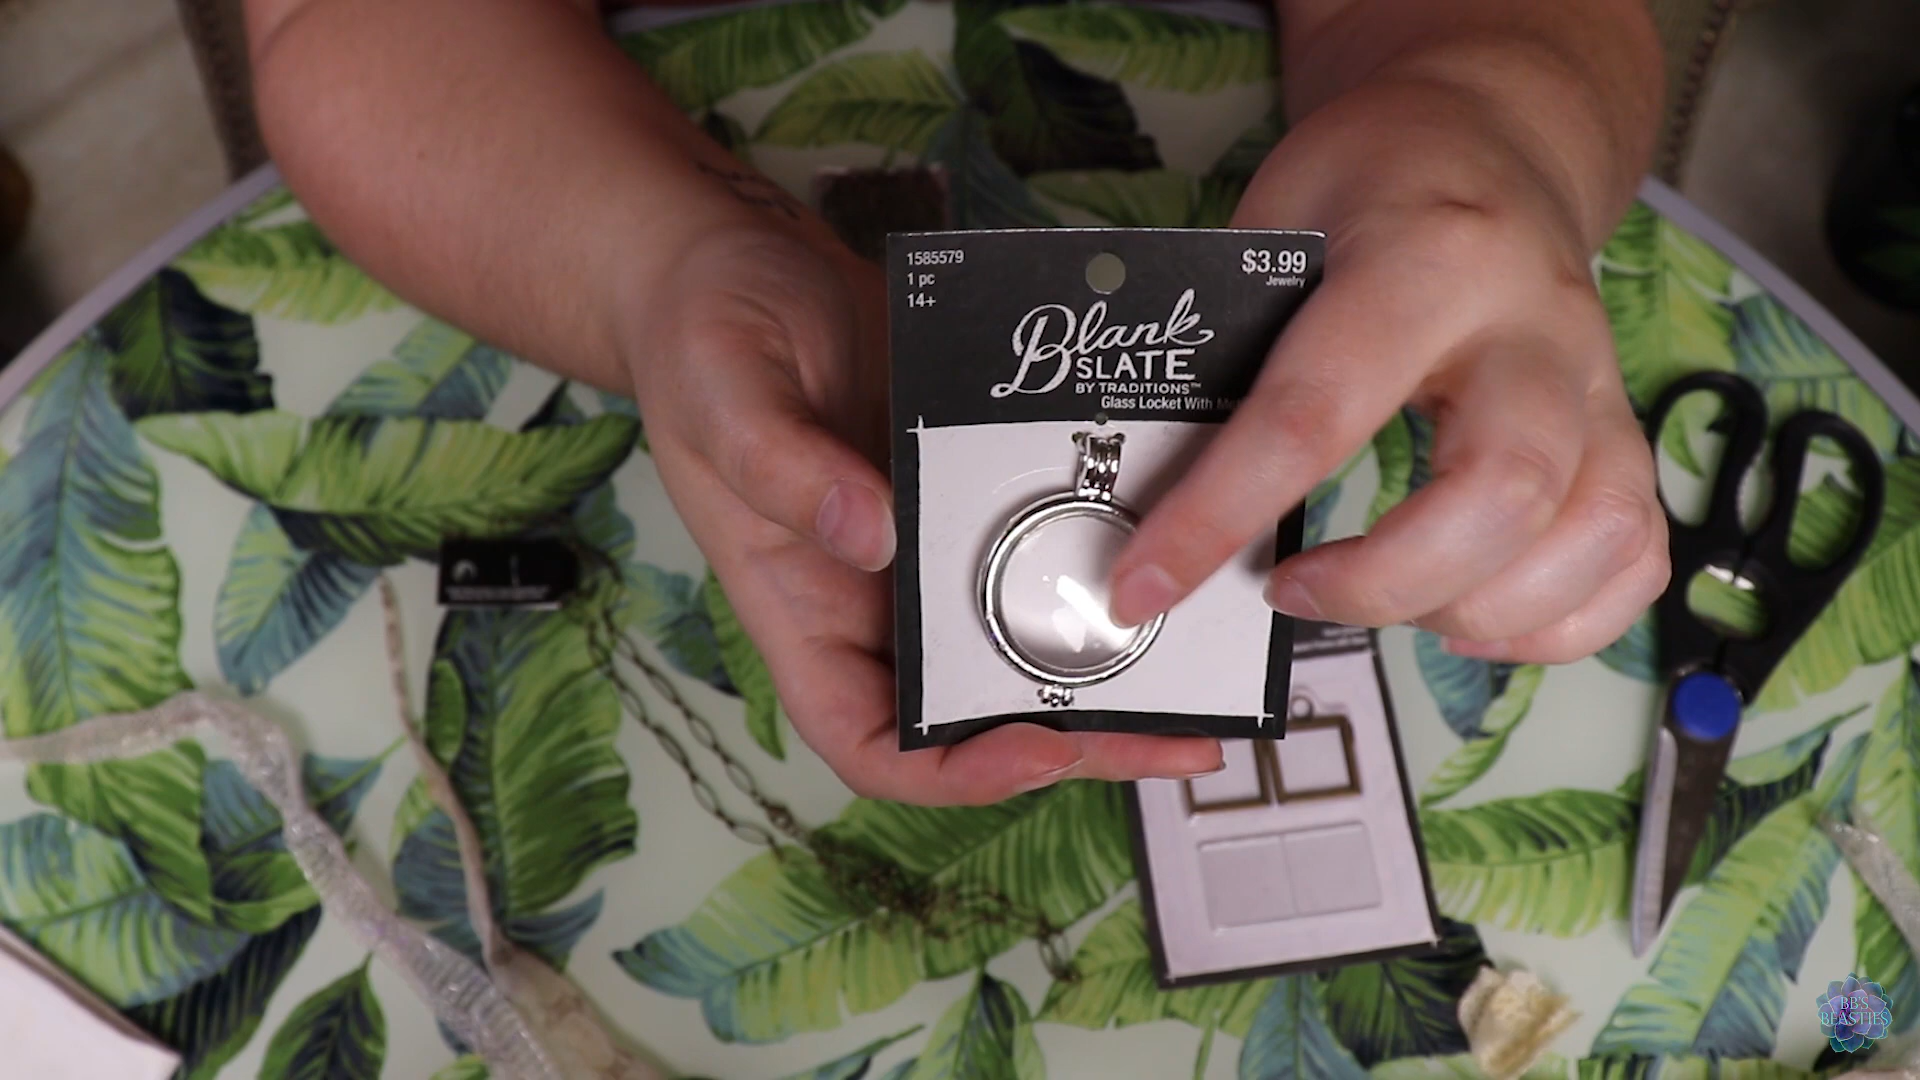 1585579
1 pc
14+
$3.99
Jewelry
Blank
SLATE
BY TRADITIONS™
Glass Locket With
BB'S
BEASTIES